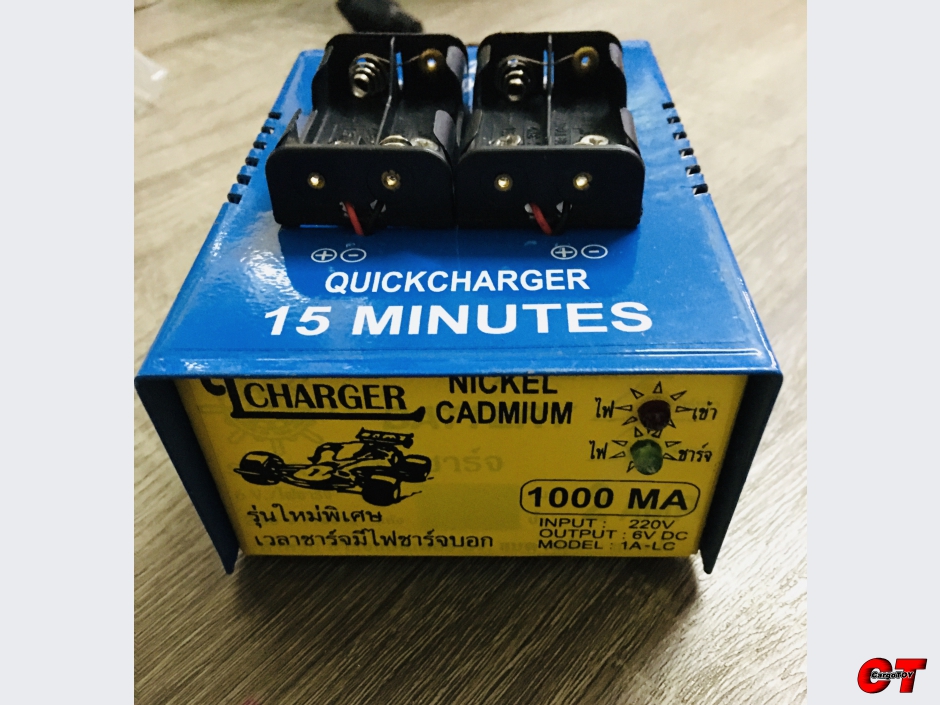 QUICKCHARGER
15 MINUTES
CHARGER
NICKEL
CADMIUM
ไฟ เข้า
ไฟ ชาร์จ
1000 MA
รุ่นใหม่พิเศษ
เวลาชาร์จมีไฟชาร์จบอก
INPUT : 220V
OUTPUT : 6V DC
MODEL : 1A-LC
CT
CargoTOY